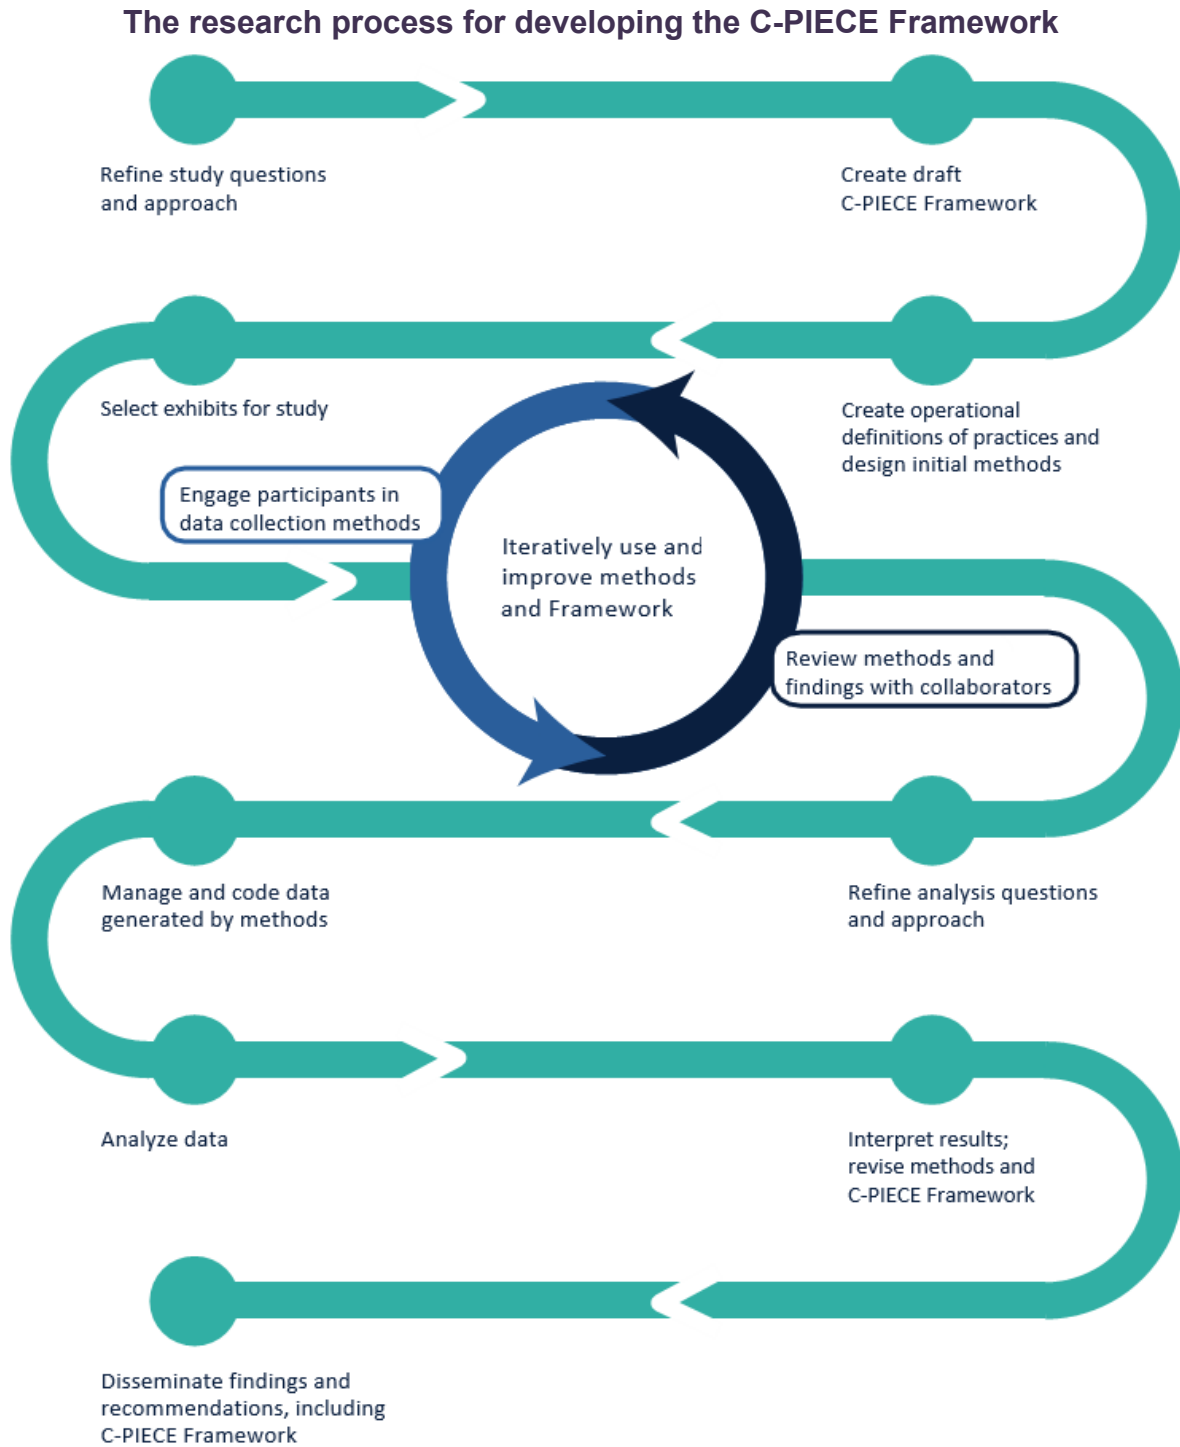 The research process for developing the C-PIECE Framework
Refine study questions
and approach
Create draft
C-PIECE Framework
Create operational
definitions of practices and
design initial methods
Select exhibits for study
Engage participants in
data collection methods
Iteratively use and
improve methods
and Framework
Review methods and
findings with collaborators
Refine analysis questions
and approach
Manage and code data
generated by methods
Analyze data
Interpret results;
revise methods and
C-PIECE Framework
Disseminate findings and
recommendations, including
C-PIECE Framework